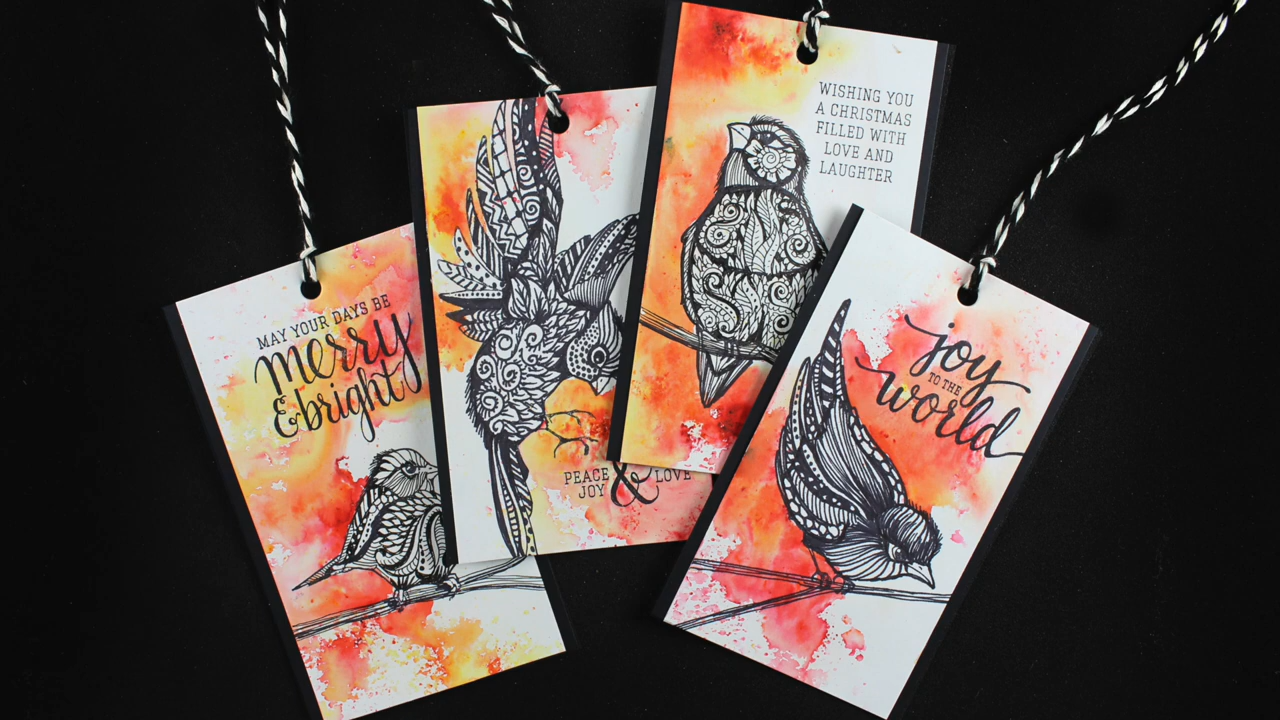 MAY YOUR DAYS BE
merry
& bright
PEACE & LOVE
JOY
WISHING YOU
A CHRISTMAS
FILLED WITH
LOVE AND
LAUGHTER
joy
TO THE
world